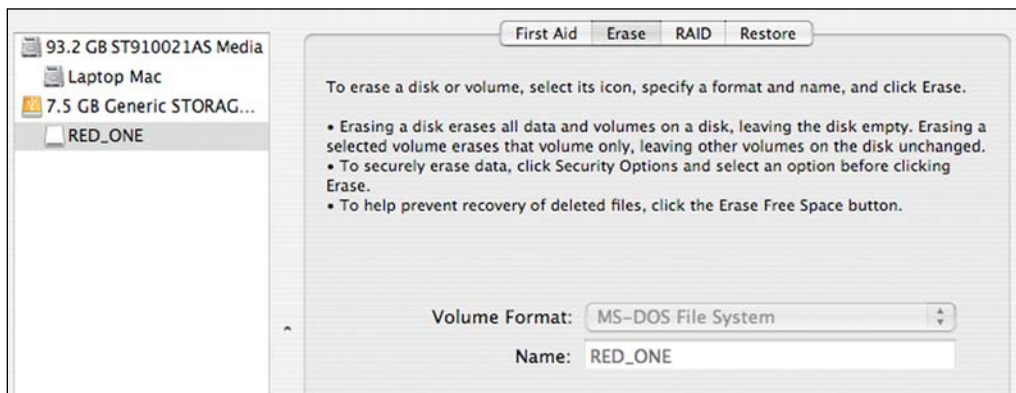 First Aid Erase RAID Restore
93.2 GB ST910021AS Media
Laptop Mac
7.5 GB Generic STORAG...
RED_ONE
To erase a disk or volume, select its icon, specify a format and name, and click Erase.
• Erasing a disk erases all data and volumes on a disk, leaving the disk empty. Erasing a
selected volume erases that volume only, leaving other volumes on the disk unchanged.
• To securely erase data, click Security Options and select an option before clicking
Erase.
• To help prevent recovery of deleted files, click the Erase Free Space button.
Volume Format: MS-DOS File System
Name: RED_ONE